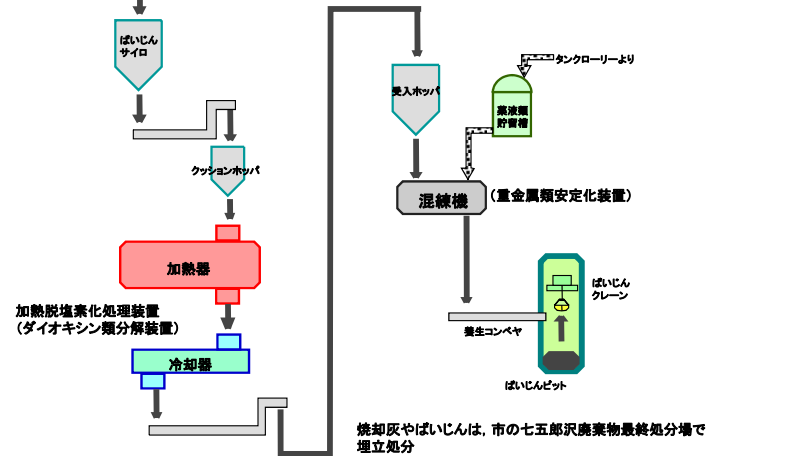 ばいじん
サイロ
クッションホッパ
加熱器
加熱脱塩素化処理装置
（ダイオキシン類分解装置）
冷却器
受入ホッパ
タンクローリーより
薬液類
貯留槽
混練機
（重金属類安定化装置）
養生コンベヤ
ばいじん
クレーン
ばいじんピット
焼却灰やばいじんは，市の七五郎沢廃棄物最終処分場で
埋立処分